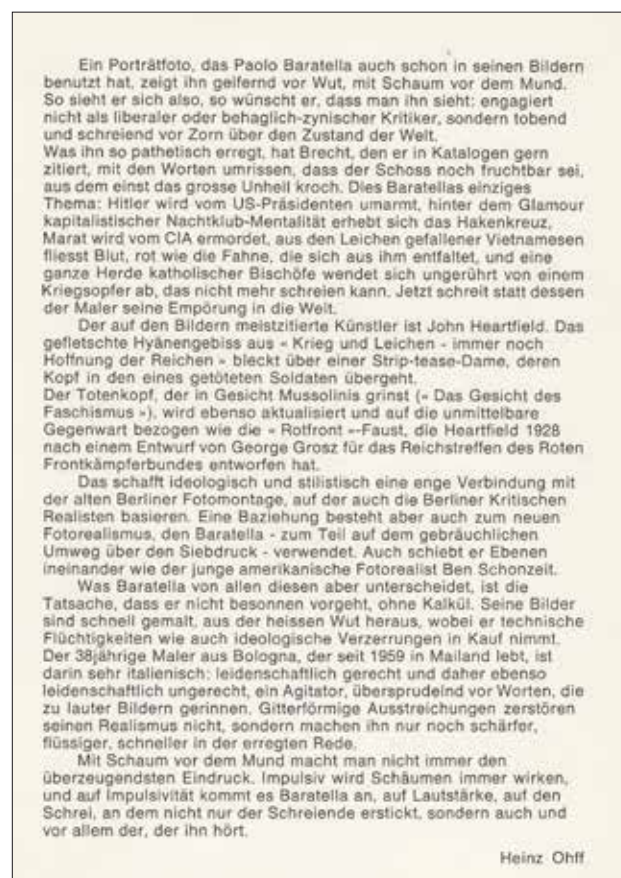 Ein Porträtfoto, das Paolo Baratella auch schon in seinen Bildern
benutzt hat, zeigt ihn geifernd vor Wut, mit Schaum vor dem Mund.
So sieht er sich also, so wünscht er, dass man ihn sieht: engagiert
nicht als liberaler oder behaglich-zynischer Kritiker, sondern tobend
und schreiend vor Zorn über den Zustand der Welt.
Was ihn so pathetisch erregt, hat Brecht, den er in Katalogen gern
zitiert, mit den Worten umrissen, dass der Schoss noch fruchtbar sei,
aus dem einst das grosse Unheil kroch. Dies Baratellas einziges
Thema: Hitler wird vom US-Präsidenten umarmt, hinter dem Glamour
kapitalistischer Nachtklub-Mentalität erhebt sich das Hakenkreuz,
Marat wird vom CIA ermordet, aus den Leichen gefallener Vietnamesen
fliesst Blut, rot wie die Fahne, die sich aus ihm entfaltet, und eine
ganze Herde katholischer Bischöfe wendet sich ungerührt von einem
Kriegsopfer ab, das nicht mehr schreien kann. Jetzt schreit statt dessen
der Maler seine Empörung in die Welt.
Der auf den Bildern meistzitierte Künstler ist John Heartfield. Das
gefletschte Hyänengebiss aus « Krieg und Leichen - immer noch
Hoffnung der Reichen » bleckt über einer Strip-tease-Dame, deren
Kopf in den eines getöteten Soldaten übergeht.
Der Totenkopf, der in Gesicht Mussolinis grinst (« Das Gesicht des
Faschismus »), wird ebenso aktualisiert und auf die unmittelbare
Gegenwart bezogen wie die « Rotfront »-Faust, die Heartfield 1928
nach einem Entwurf von George Grosz für das Reichstreffen des Roten
Frontkämpferbundes entworfen hat.
Das schafft ideologisch und stilistisch eine enge Verbindung mit
der alten Berliner Fotomontage, auf der auch die Berliner Kritischen
Realisten basieren. Eine Baziehung besteht aber auch zum neuen
Fotorealismus, den Baratella - zum Teil auf dem gebräuchlichen
Umweg über den Siebdruck - verwendet. Auch schiebt er Ebenen
ineinander wie der junge amerikanische Fotorealist Ben Schonzeit.
Was Baratella von allen diesen aber unterscheidet, ist die
Tatsache, dass er nicht besonnen vorgeht, ohne Kalkül. Seine Bilder
sind schnell gemalt, aus der heissen Wut heraus, wobei er technische
Flüchtigkeiten wie auch ideologische Verzerrungen in Kauf nimmt.
Der 38jährige Maler aus Bologna, der seit 1959 in Mailand lebt, ist
darin sehr italienisch: leidenschaftlich gerecht und daher ebenso
leidenschaftlich ungerecht, ein Agitator, übersprudelnd vor Worten, die
zu lauter Bildern gerinnen. Gitterförmige Ausstreichungen zerstören
seinen Realismus nicht, sondern machen ihn nur noch schärfer,
flüssiger, schneller in der erregten Rede.
Mit Schaum vor dem Mund macht man nicht immer den
überzeugendsten Eindruck. Impulsiv wird Schäumen immer wirken,
und auf Impulsivität kommt es Baratella an, auf Lautstärke, auf den
Schrei, an dem nicht nur der Schreiende erstickt, sondern auch und
vor allem der, der ihn hört.
Heinz Ohff